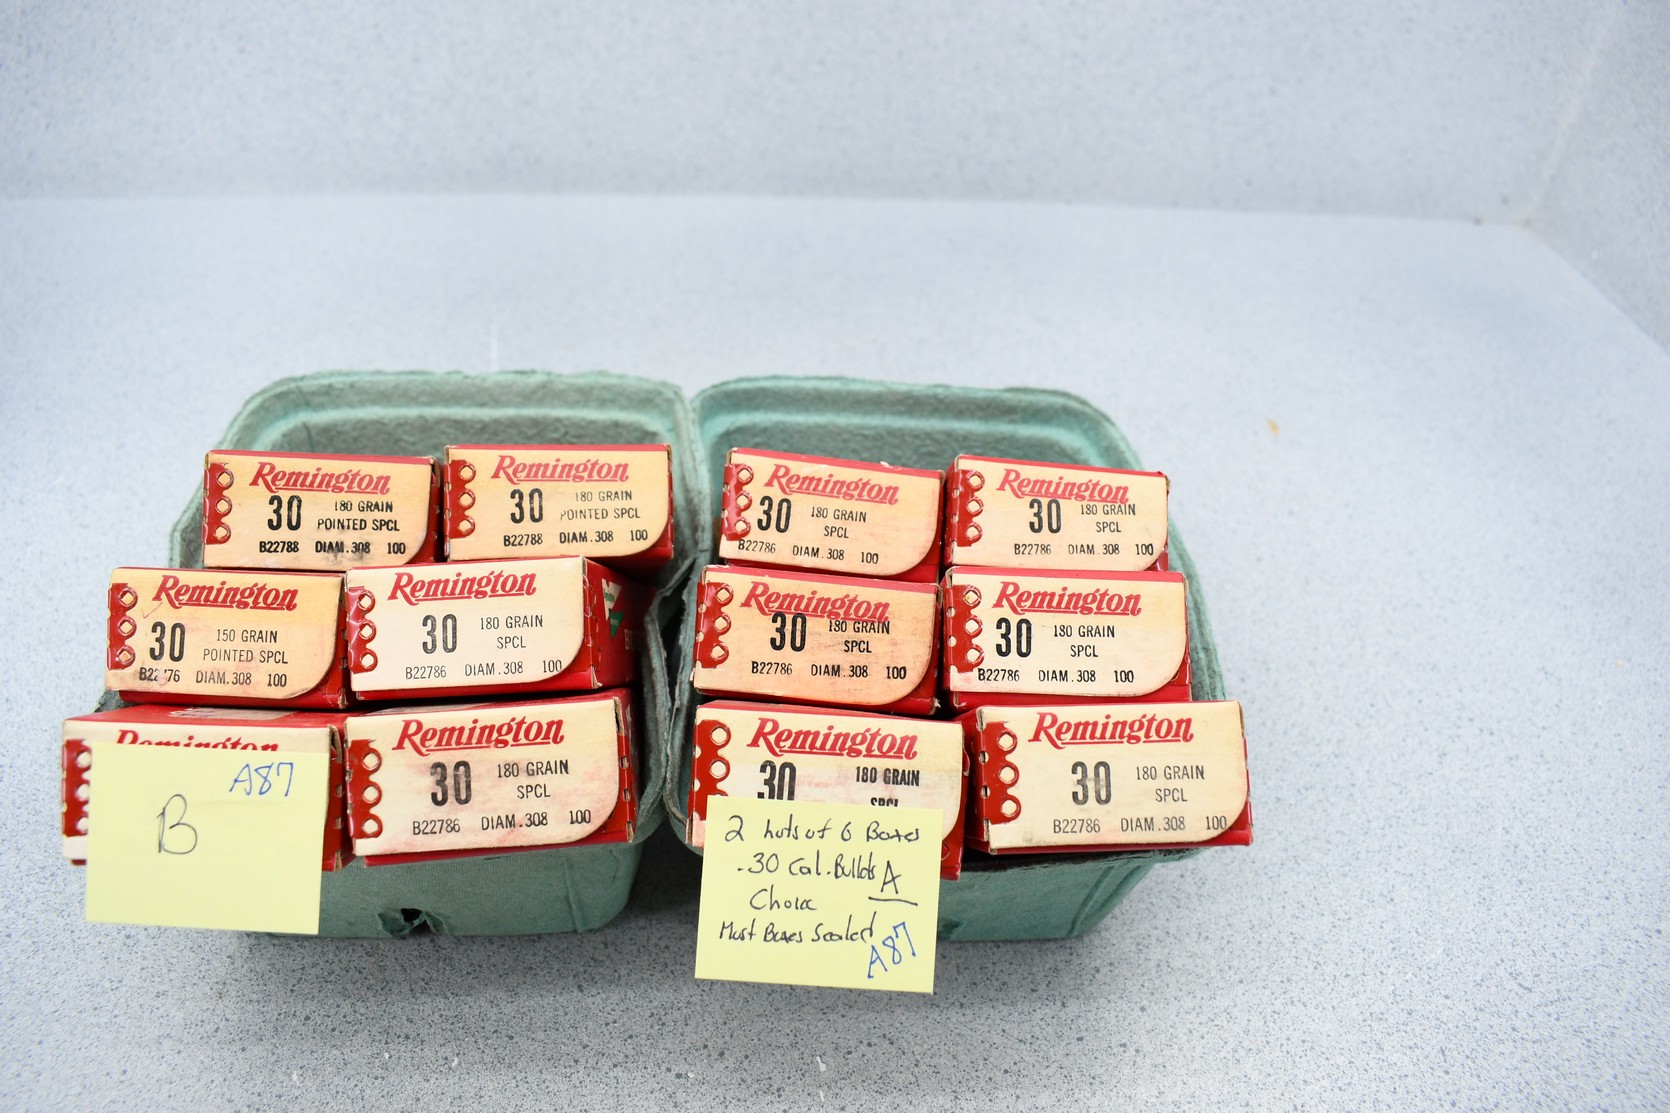 Remington
30 180 GRAIN
POINTED SPCL
B22788 DIAM.308 100
Remington
30 180 GRAIN
POINTED SPCL
B22788 DIAM.308 100
Remington
30 150 GRAIN
POINTED SPCL
DIAM.308 100
Remington
30 180 GRAIN
SPCL
B22786 DIAM.308 100
Remington
B A87
Remington
30 180 GRAIN
SPCL
B22786 DIAM.308 100
Remington
30 180 GRAIN
SPCL
B22786 DIAM.308 100
Remington
30 180 GRAIN
SPCL
B22786 DIAM.308 100
Remington
30 180 GRAIN
SPCL
B22786 DIAM.308 100
Remington
30 180 GRAIN
SPCL
B22786 DIAM.308 100
Remington
30 180 GRAIN
SPCL
2 Lots of 6 Boxes
.30 Cal. Bullets A
Choice
Most Boxes Sealed
A87
Remington
30 180 GRAIN
SPCL
B22786 DIAM.308 100